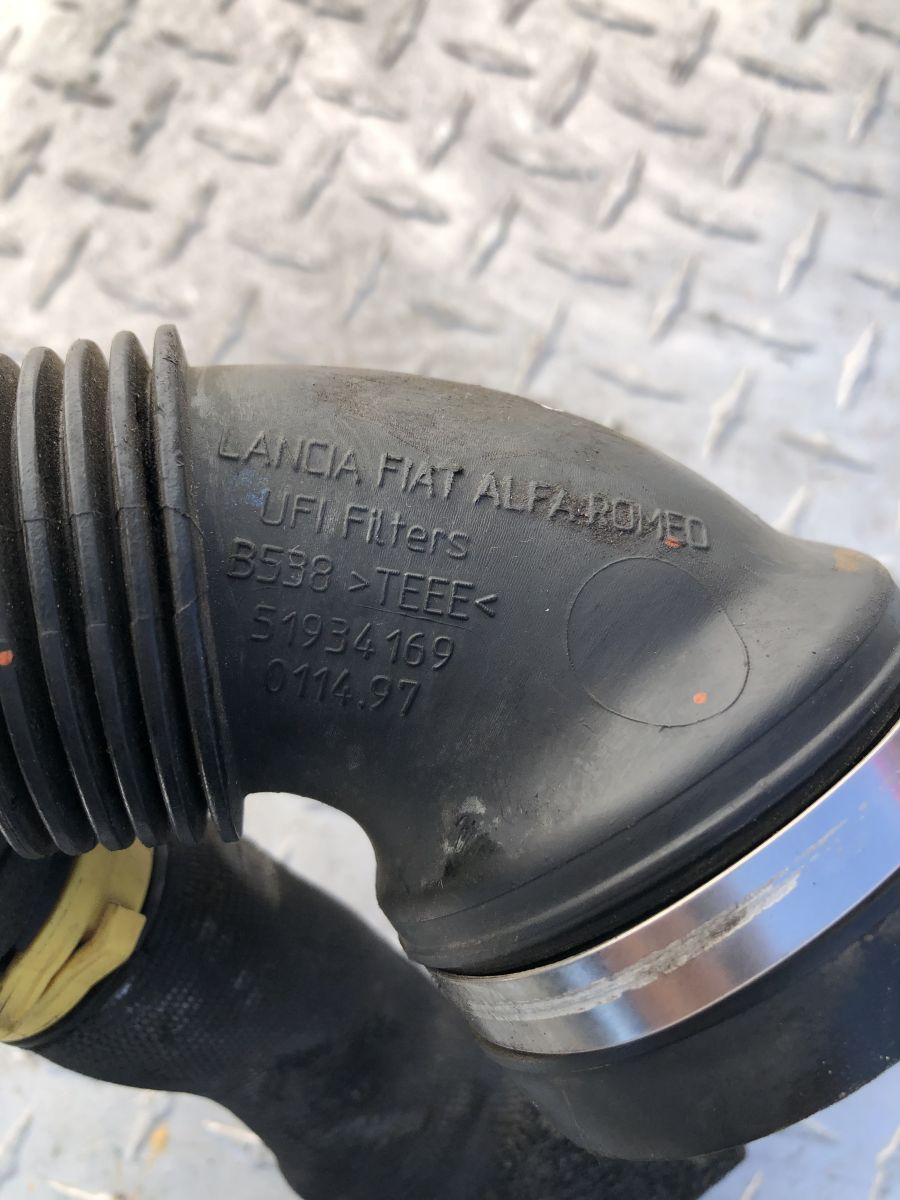 LANCIA FIAT ALFA ROMEO
UFI Filters
B538 >TEEE<
51934169
0114.97